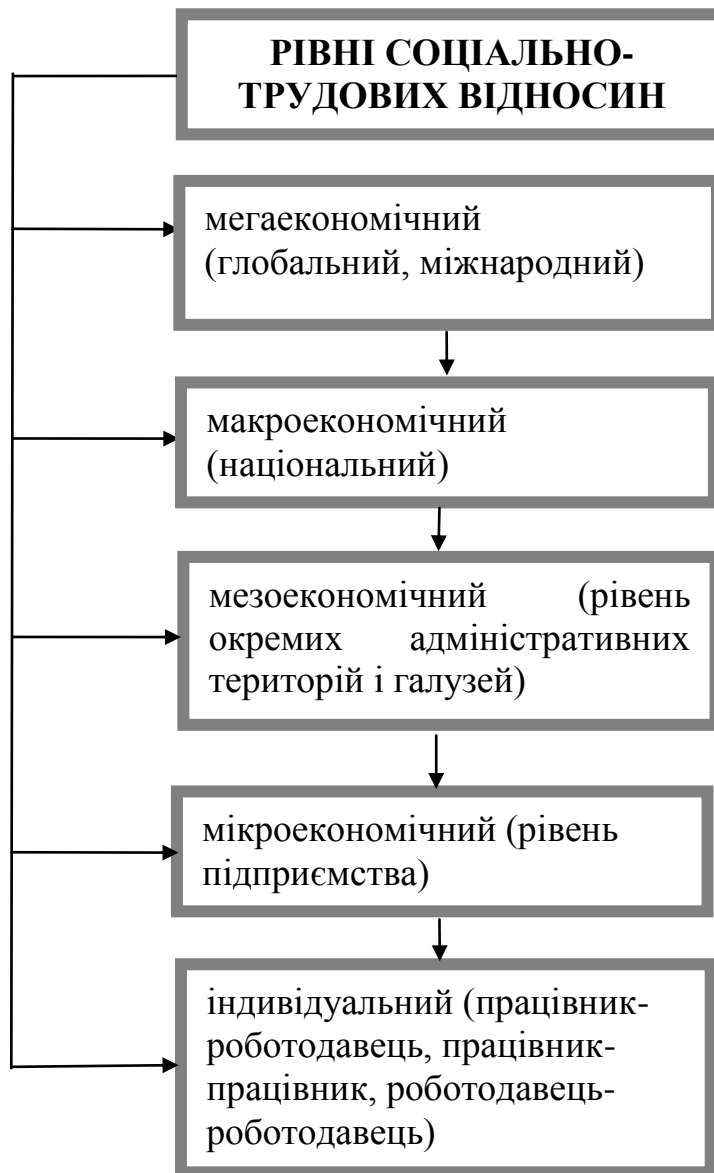 РІВНІ СОЦІАЛЬНО-
ТРУДОВИХ ВІДНОСИН
мегаекономічний
(глобальний, міжнародний)
макроекономічний
(національний)
мезоекономічний (рівень
окремих адміністративних
територій і галузей)
мікроекономічний (рівень
підприємства)
індивідуальний (працівник-
роботодавець, працівник-
працівник, роботодавець-
роботодавець)